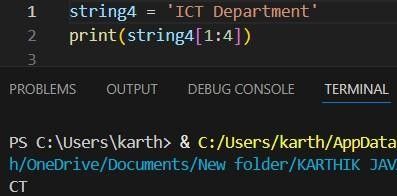 1 string4 = 'ICT Department'
2 print(string4[1:4])
3
PROBLEMS OUTPUT DEBUG CONSOLE TERMINAL
PS C:\Users\karth> & C:/Users/karth/AppData
h/OneDrive/Documents/New folder/KARTHIK JAV
CT